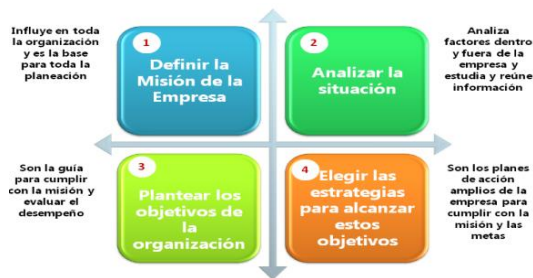 Influye en toda
la organización
y es la base
para toda la
planeación
1
Definir la
Misión de la
Empresa
2
Analizar la
situación
Analiza
factores dentro
y fuera de la
empresa y
estudia y reúne
información
Son la guía
para cumplir
con la misión y
evaluar el
desempeño
3
Plantear los
objetivos de
la
organización
4
Elegir las
estrategias
para alcanzar
estos
objetivos
Son los planes
de acción
amplios de la
empresa para
cumplir con la
misión y las
metas